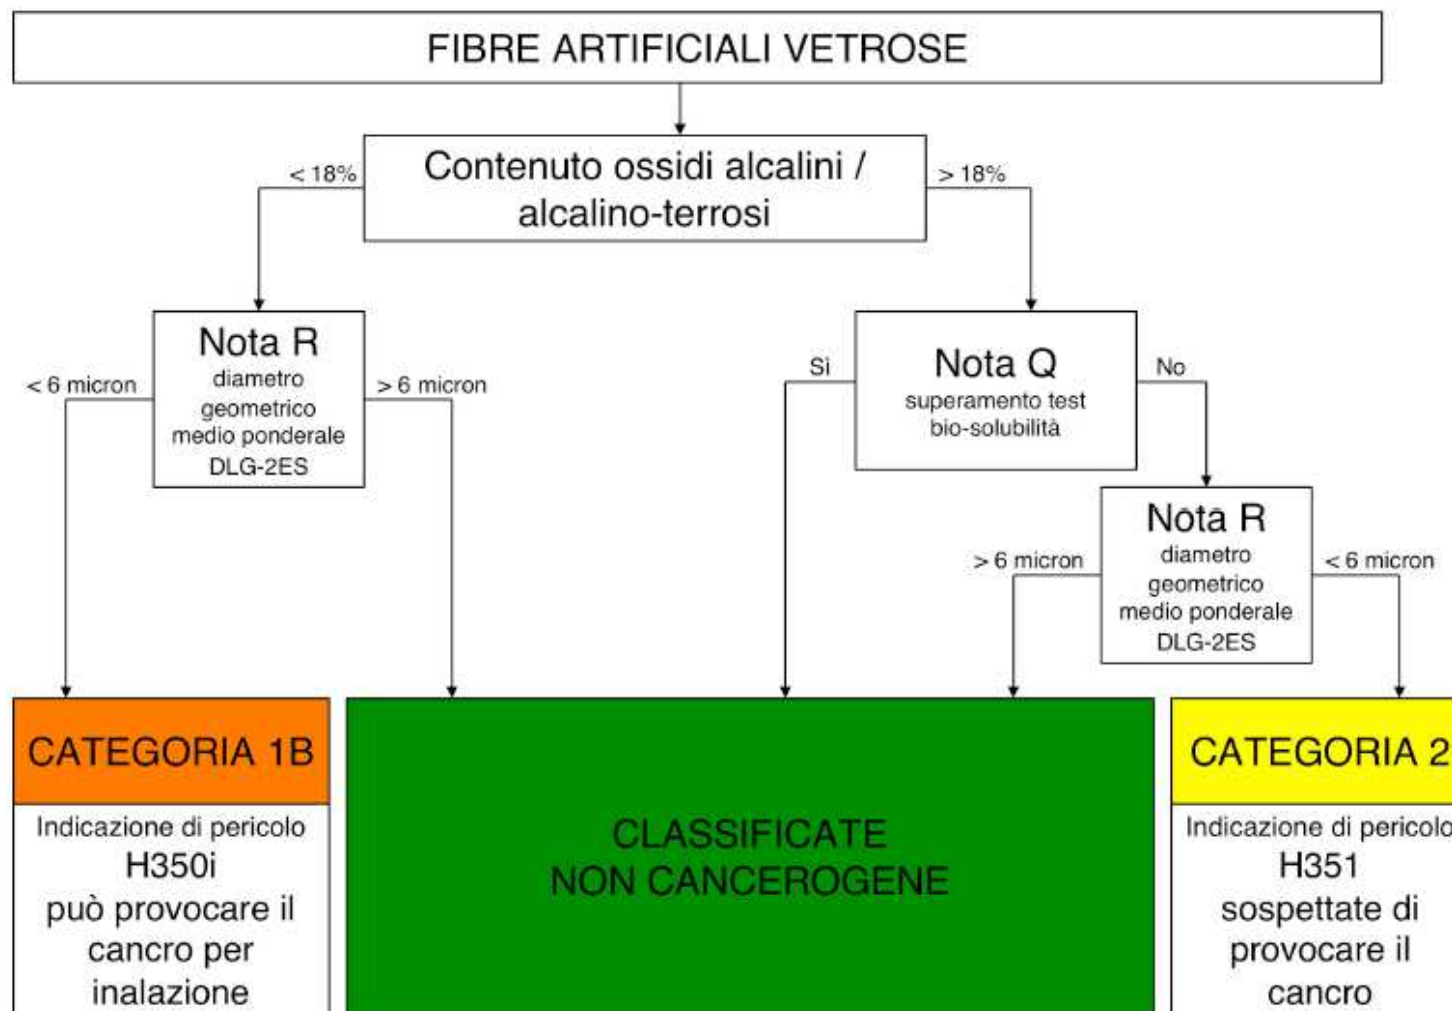 FIBRE ARTIFICIALI VETROSE
Contenuto ossidi alcalini /
alcalino-terrosi
< 18%
> 18%
Nota R
diametro
geometrico
medio ponderale
DLG-2ES
< 6 micron
> 6 micron
Nota Q
superamento test
bio-solubilità
Sì
No
Nota R
diametro
geometrico
medio ponderale
DLG-2ES
> 6 micron
< 6 micron
CATEGORIA 1B
Indicazione di pericolo
H350i
può provocare il
cancro per
inalazione
CLASSIFICATE
NON CANCEROGENE
CATEGORIA 2
Indicazione di pericolo
H351
sospettate di
provocare il
cancro